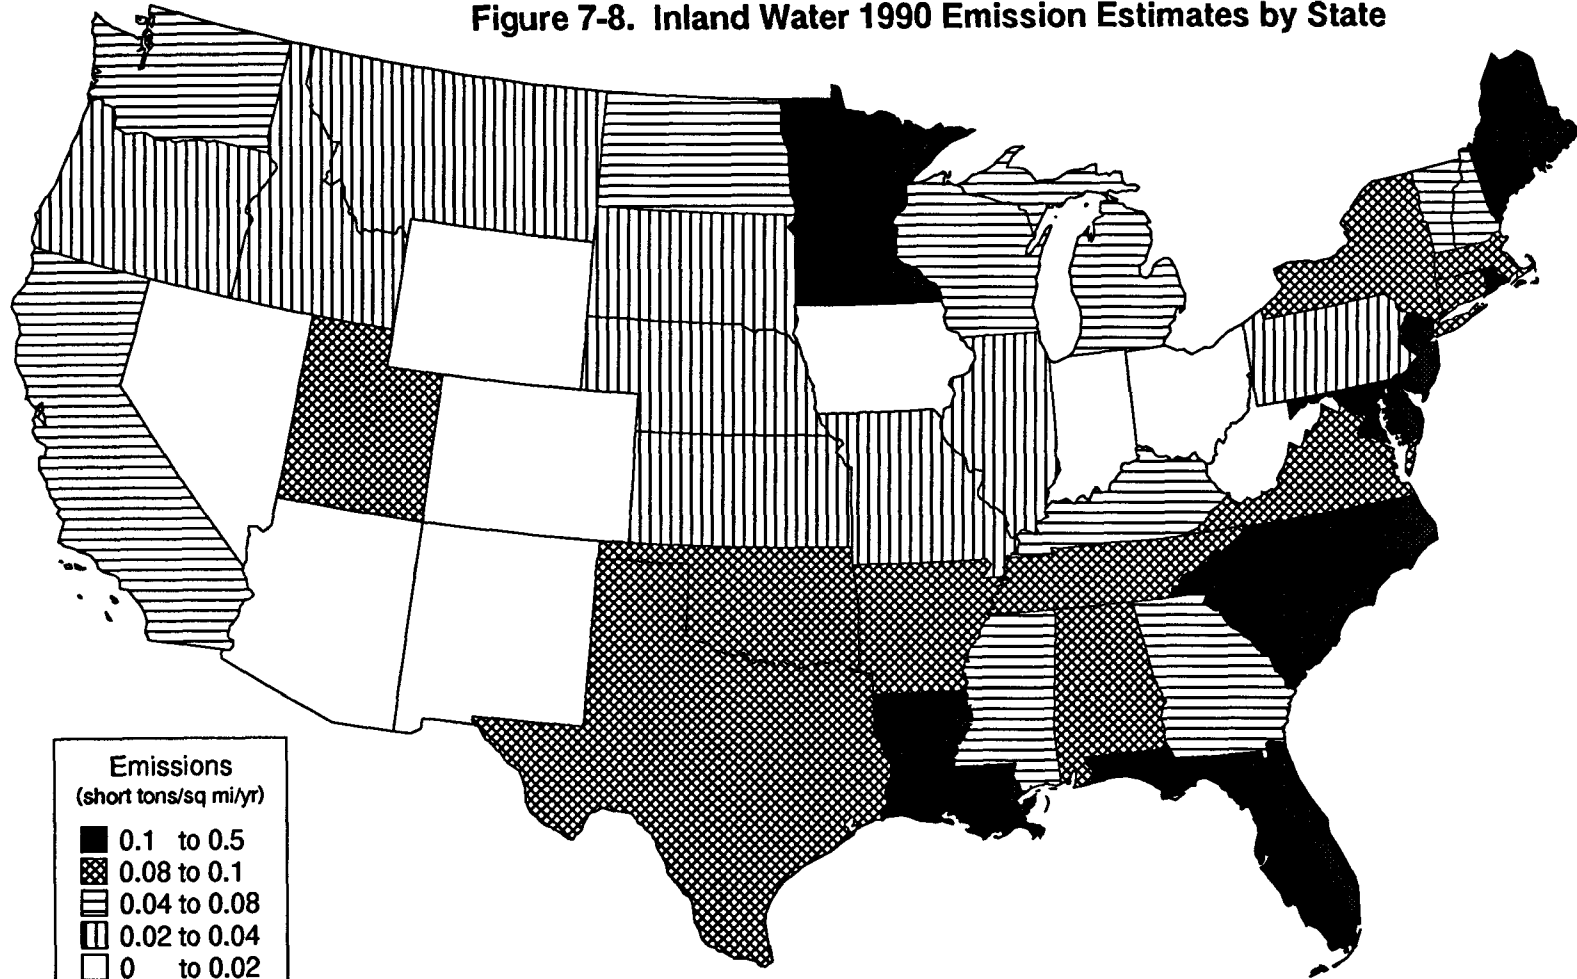 Figure 7-8. Inland Water 1990 Emission Estimates by State
Emissions
(short tons/sq mi/yr)
0.1 to 0.5
0.08 to 0.1
0.04 to 0.08
0.02 to 0.04
0 to 0.02